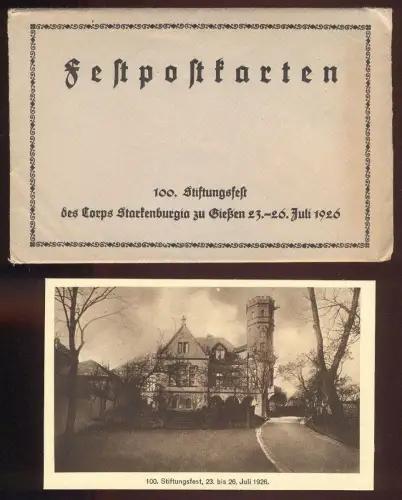 Festpostkarten
100. Stiftungsfest
des Corps Starkenburgia zu Gießen 23.–26. Juli 1926
100. Stiftungsfest, 23. bis 26. Juli 1926.